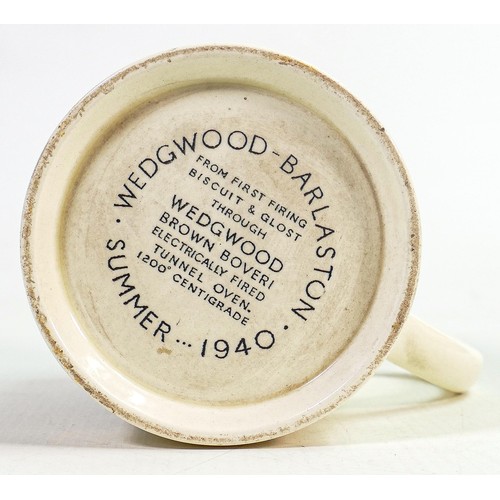 · WEDGWOOD - BARLASTON ·
FROM FIRST FIRING
BISCUIT & GLOST
THROUGH
WEDGWOOD
BROWN BOVERI
ELECTRICALLY FIRED
TUNNEL OVEN.
1200° CENTIGRADE
SUMMER ... 1940